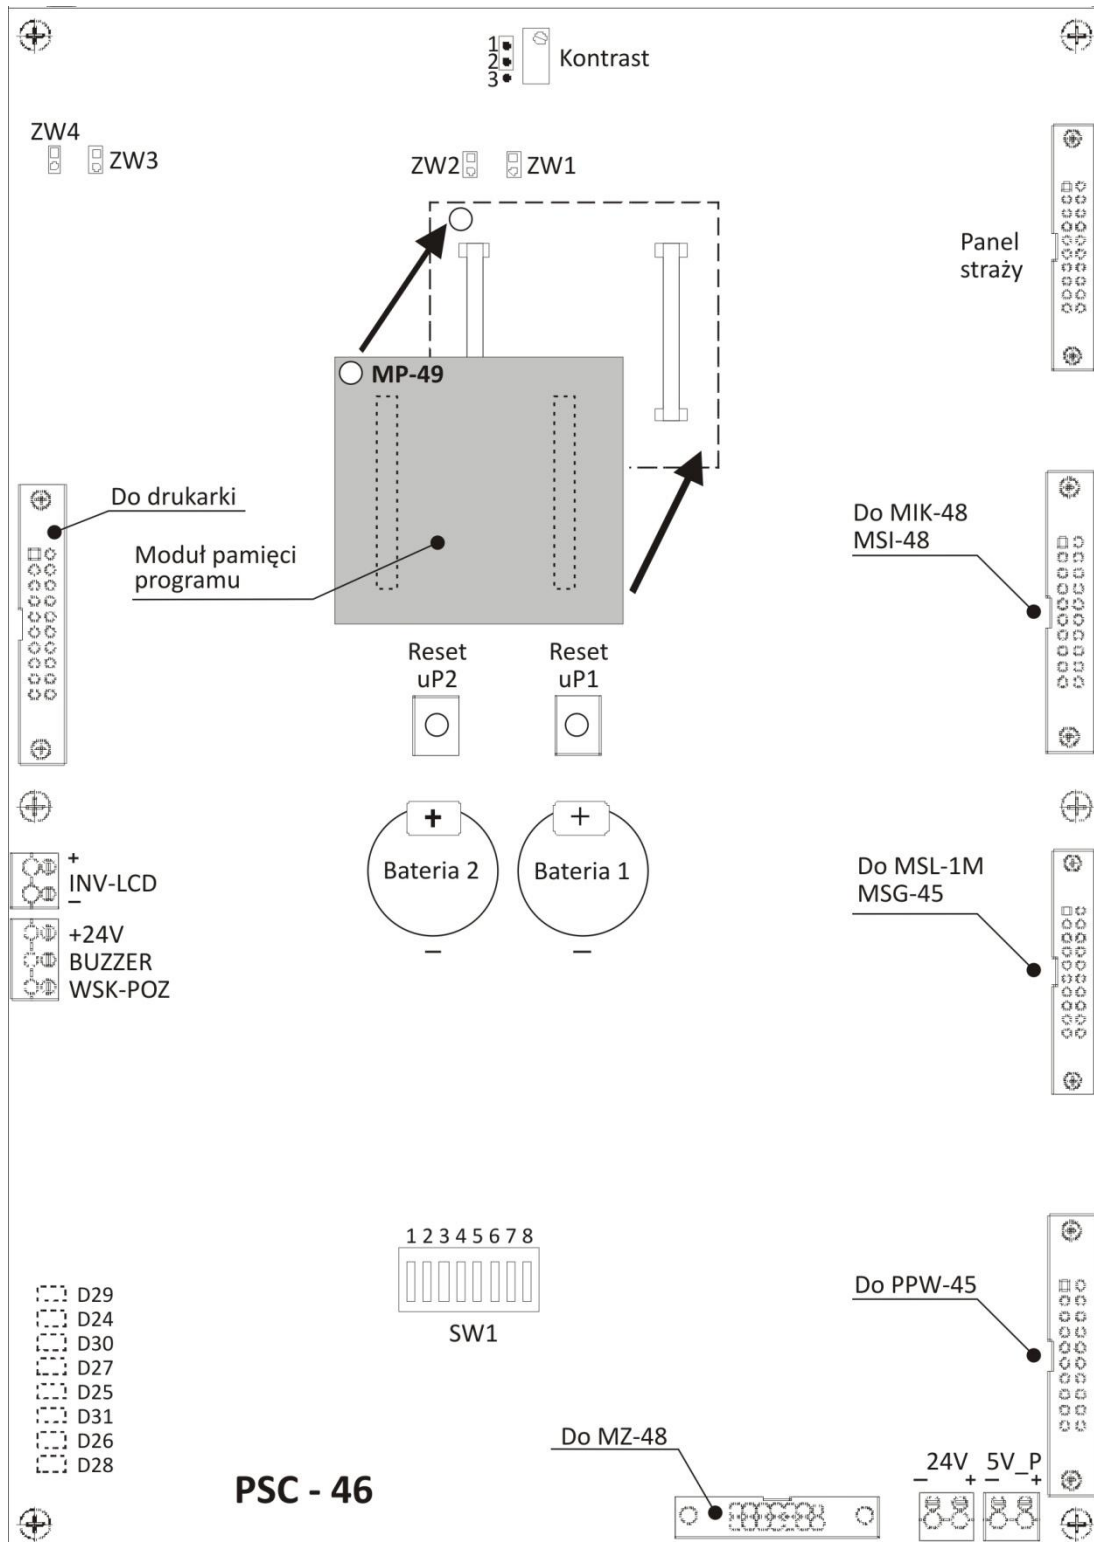 1
2
3
Kontrast
ZW4
ZW3
ZW2
ZW1
Panel
straży
MP-49
Do drukarki
Moduł pamięci
programu
Do MIK-48
MSI-48
Reset
uP2
Reset
uP1
+
Bateria 2
–
+
Bateria 1
–
+
INV-LCD
–
+24V
BUZZER
WSK-POZ
Do MSL-1M
MSG-45
1 2 3 4 5 6 7 8
SW1
Do PPW-45
D29
D24
D30
D27
D25
D31
D26
D28
Do MZ-48
24V
– +
5V_P
– +
PSC - 46